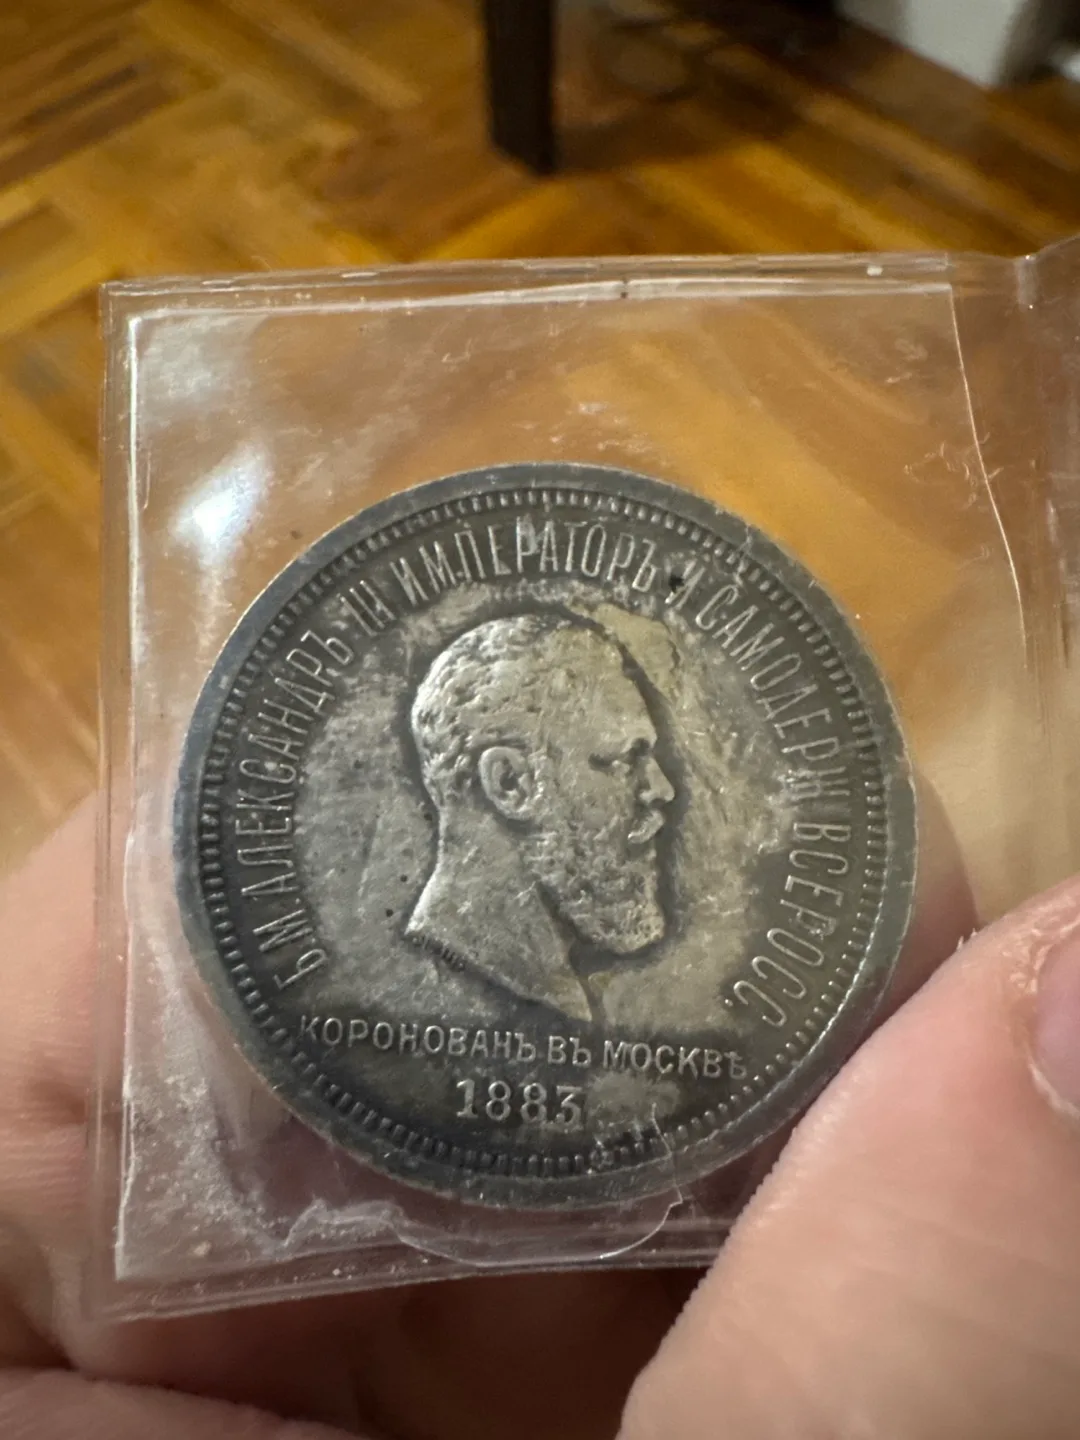 Б.М.АЛЕКСАНДРЪ III ИМПЕРАТОРЪ И САМОДЕРЖ ВСЕРОСС.
КОРОНОВАНЪ ВЪ МОСКВѢ
1883